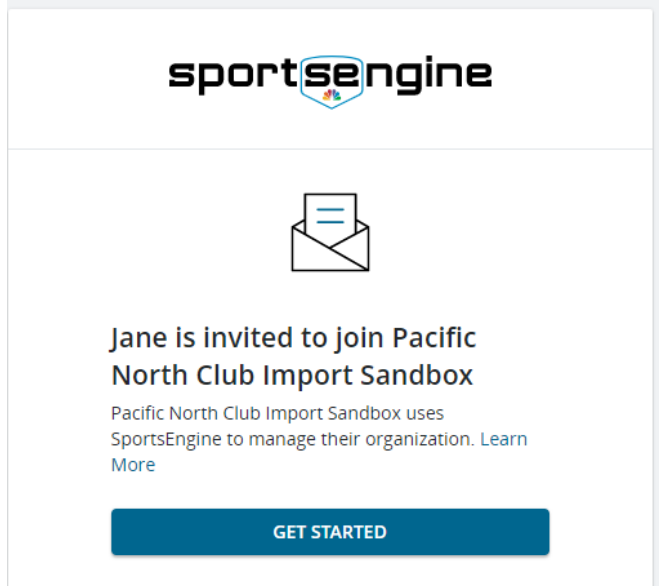 sportsengine
Jane is invited to join Pacific
North Club Import Sandbox
Pacific North Club Import Sandbox uses
SportsEngine to manage their organization. Learn
More
GET STARTED